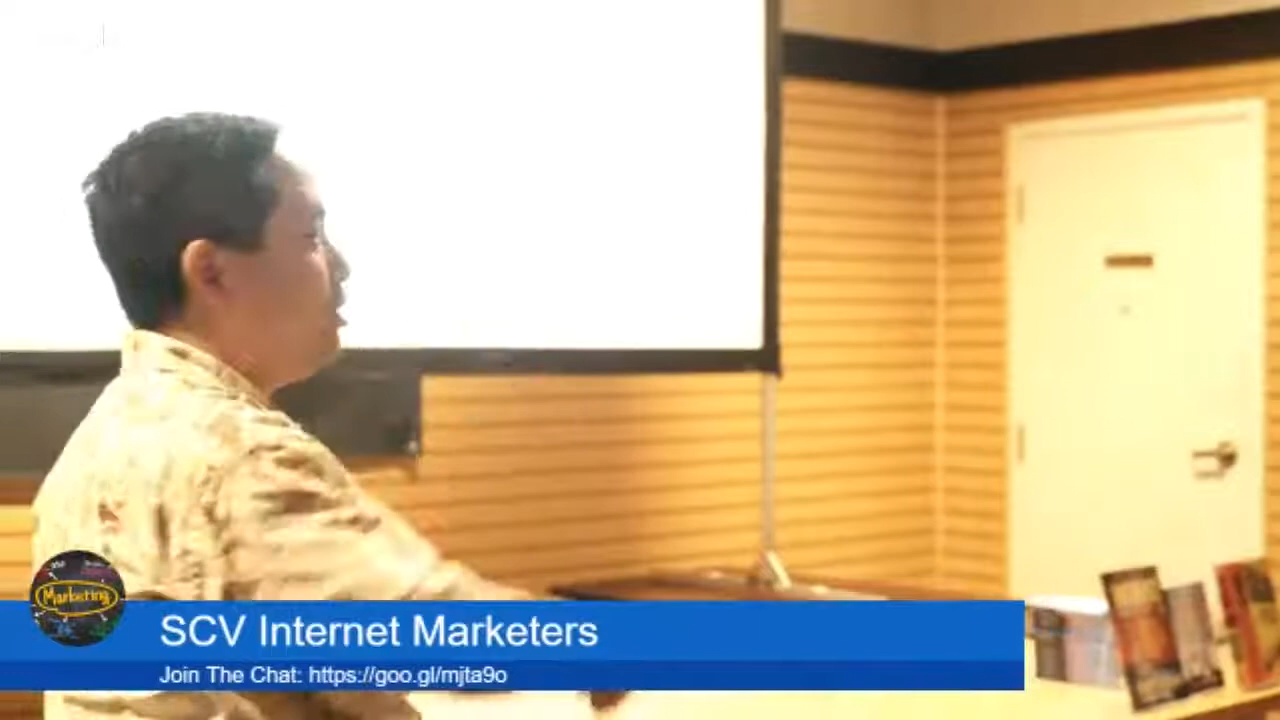 SCV Internet Marketers
Join The Chat: https://goo.gl/mjta9o
Marketing